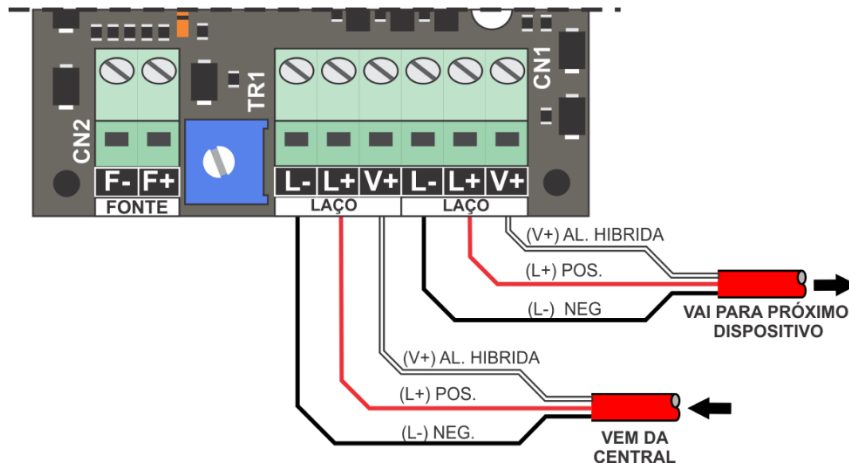 CN2
TR1
CN1
F- F+
L- L+ V+ L- L+ V+
FONTE
LAÇO
LAÇO
(V+) AL. HIBRIDA
(L+) POS.
(L-) NEG
VAI PARA PRÓXIMO
DISPOSITIVO
(V+) AL. HIBRIDA
(L+) POS.
(L-) NEG.
VEM DA
CENTRAL